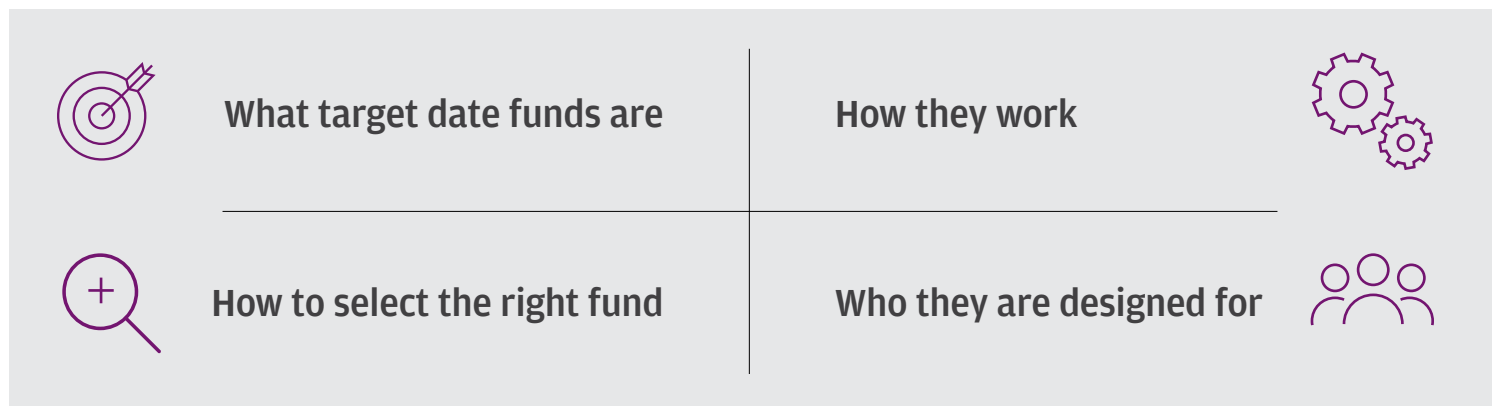 What target date funds are
How they work
How to select the right fund
Who they are designed for